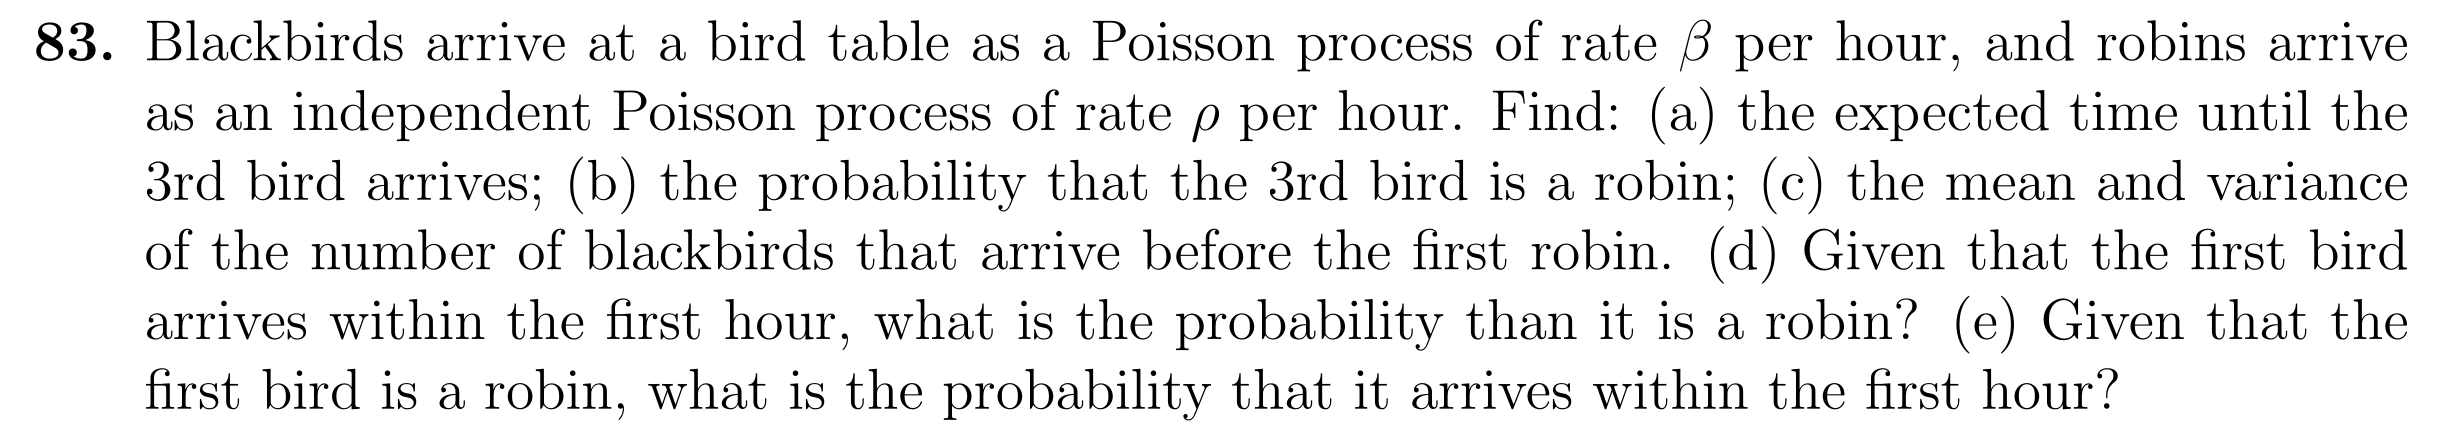 83. Blackbirds arrive at a bird table as a Poisson process of rate β per hour, and robins arrive
as an independent Poisson process of rate ρ per hour. Find: (a) the expected time until the
3rd bird arrives; (b) the probability that the 3rd bird is a robin; (c) the mean and variance
of the number of blackbirds that arrive before the first robin. (d) Given that the first bird
arrives within the first hour, what is the probability than it is a robin? (e) Given that the
first bird is a robin, what is the probability that it arrives within the first hour?